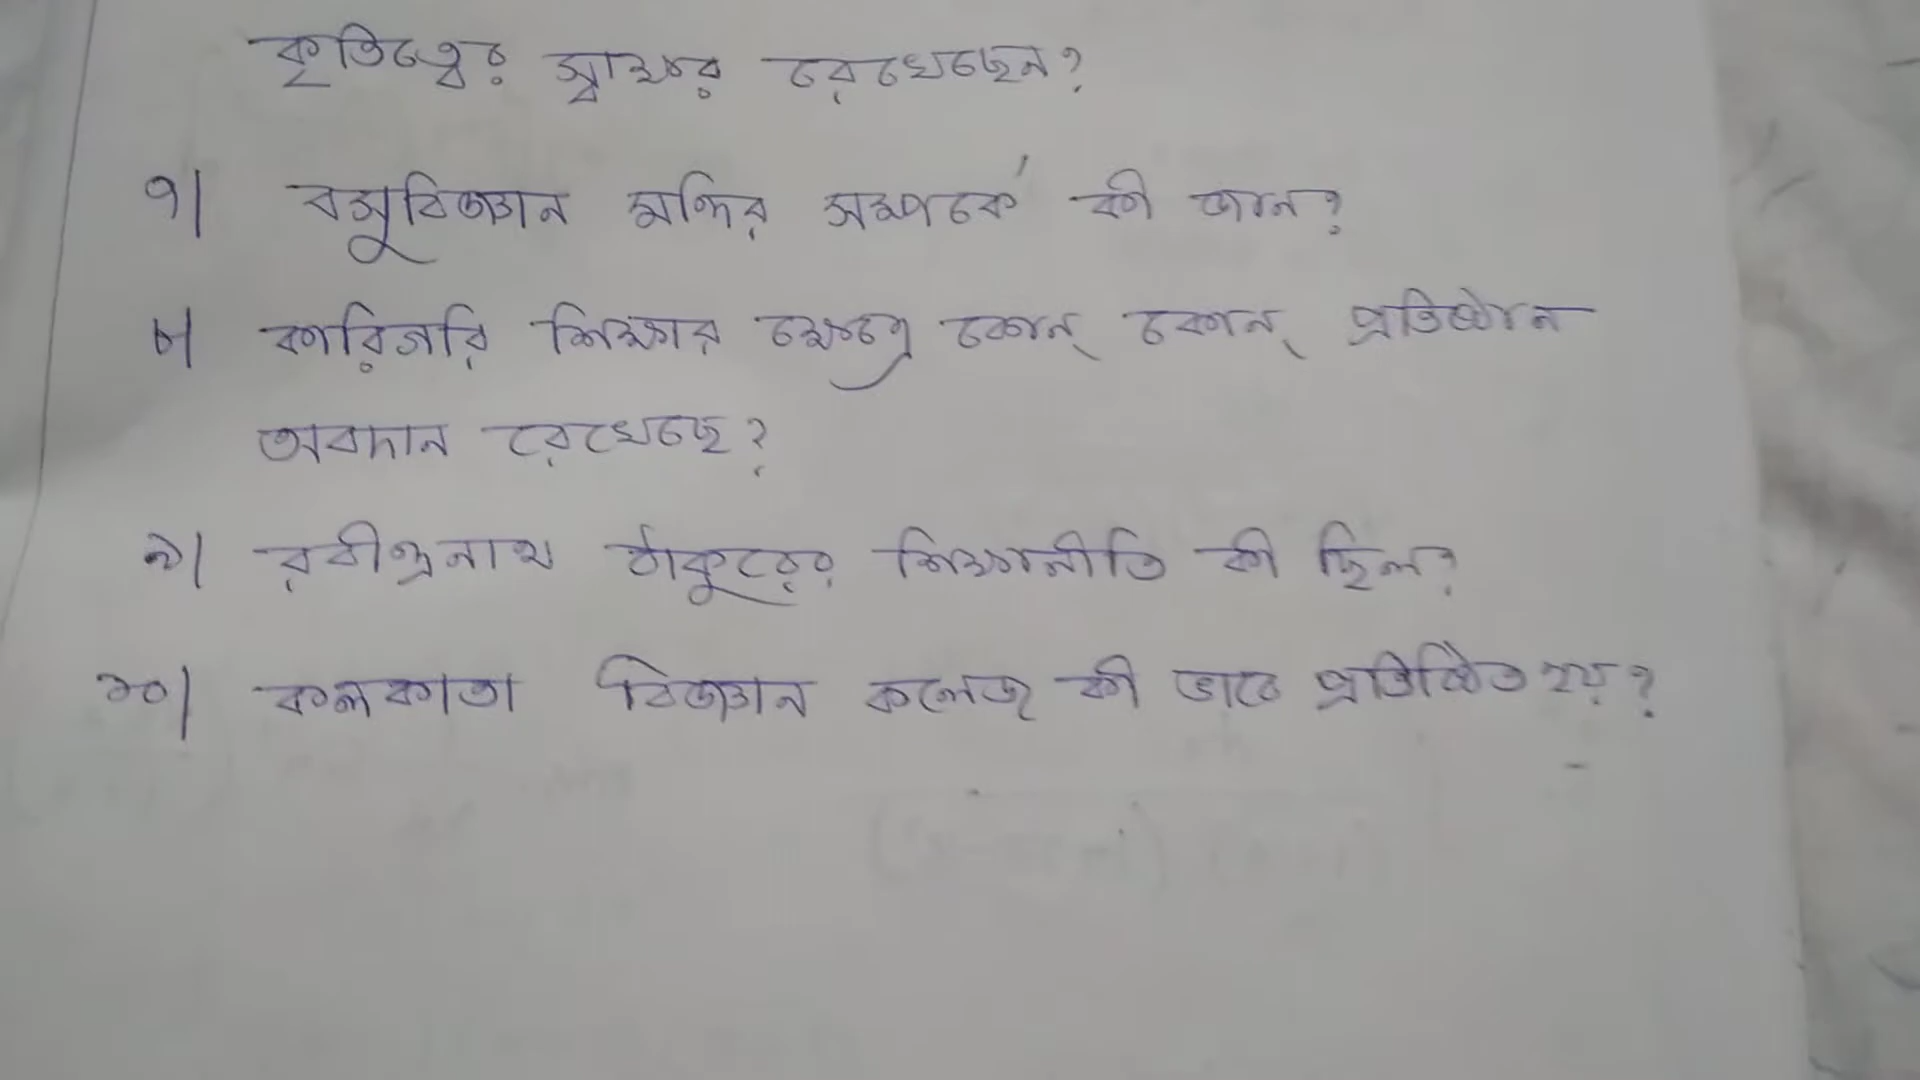 কৃতিত্বের স্বাক্ষর রেখেছেন?
৭| বসুবিজ্ঞান মন্দির সম্পর্কে কী জান?
৮| কারিগরি শিক্ষার ক্ষেত্রে কোন্ কোন্ প্রতিষ্ঠান
অবদান রেখেছে?
৯| রবীন্দ্রনাথ ঠাকুরের শিক্ষানীতি কী ছিল?
১০| কলকাতা বিজ্ঞান কলেজ কী ভাবে প্রতিষ্ঠিত হয়?